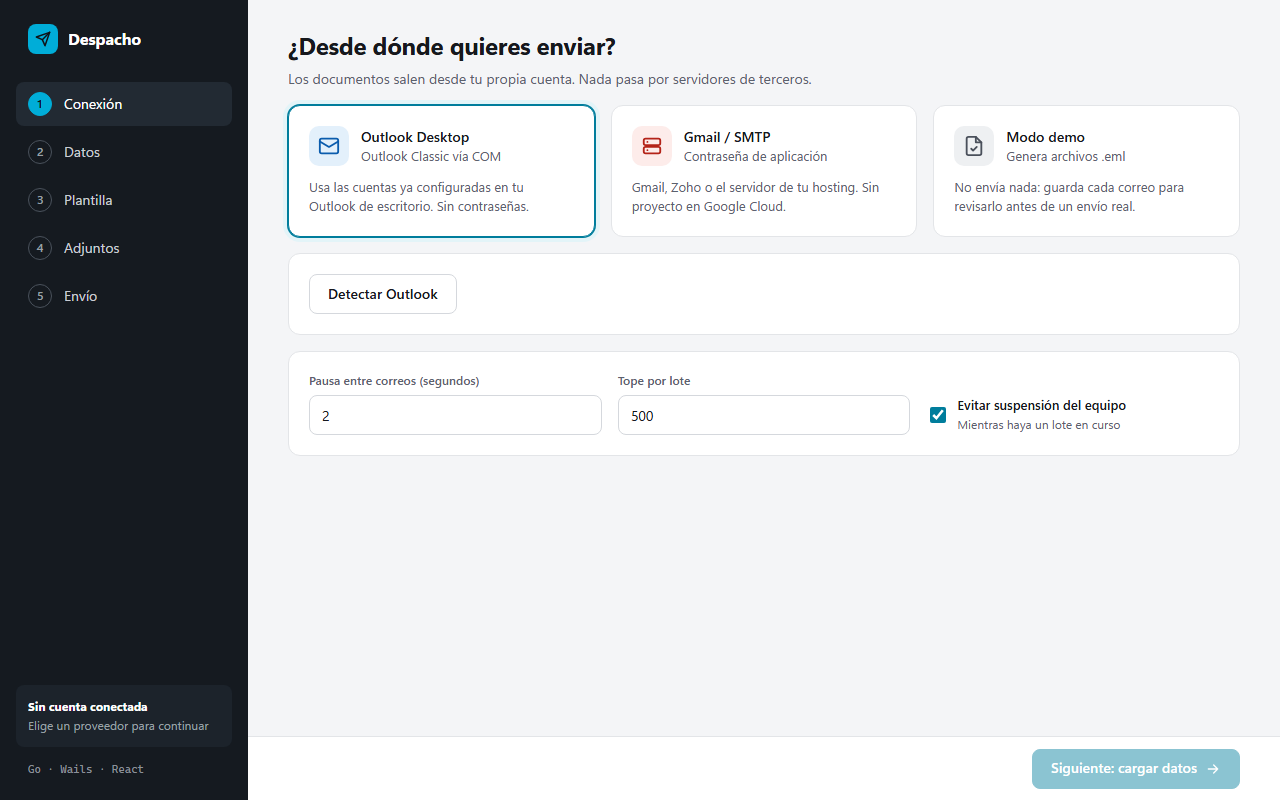 Despacho
1 Conexión
2 Datos
3 Plantilla
4 Adjuntos
5 Envío
Sin cuenta conectada
Elige un proveedor para continuar
Go · Wails · React
¿Desde dónde quieres enviar?
Los documentos salen desde tu propia cuenta. Nada pasa por servidores de terceros.
Outlook Desktop
Outlook Classic vía COM
Usa las cuentas ya configuradas en tu
Outlook de escritorio. Sin contraseñas.
Gmail / SMTP
Contraseña de aplicación
Gmail, Zoho o el servidor de tu hosting. Sin
proyecto en Google Cloud.
Modo demo
Genera archivos .eml
No envía nada: guarda cada correo para
revisarlo antes de un envío real.
Detectar Outlook
Pausa entre correos (segundos)
2
Tope por lote
500
Evitar suspensión del equipo
Mientras haya un lote en curso
Siguiente: cargar datos →